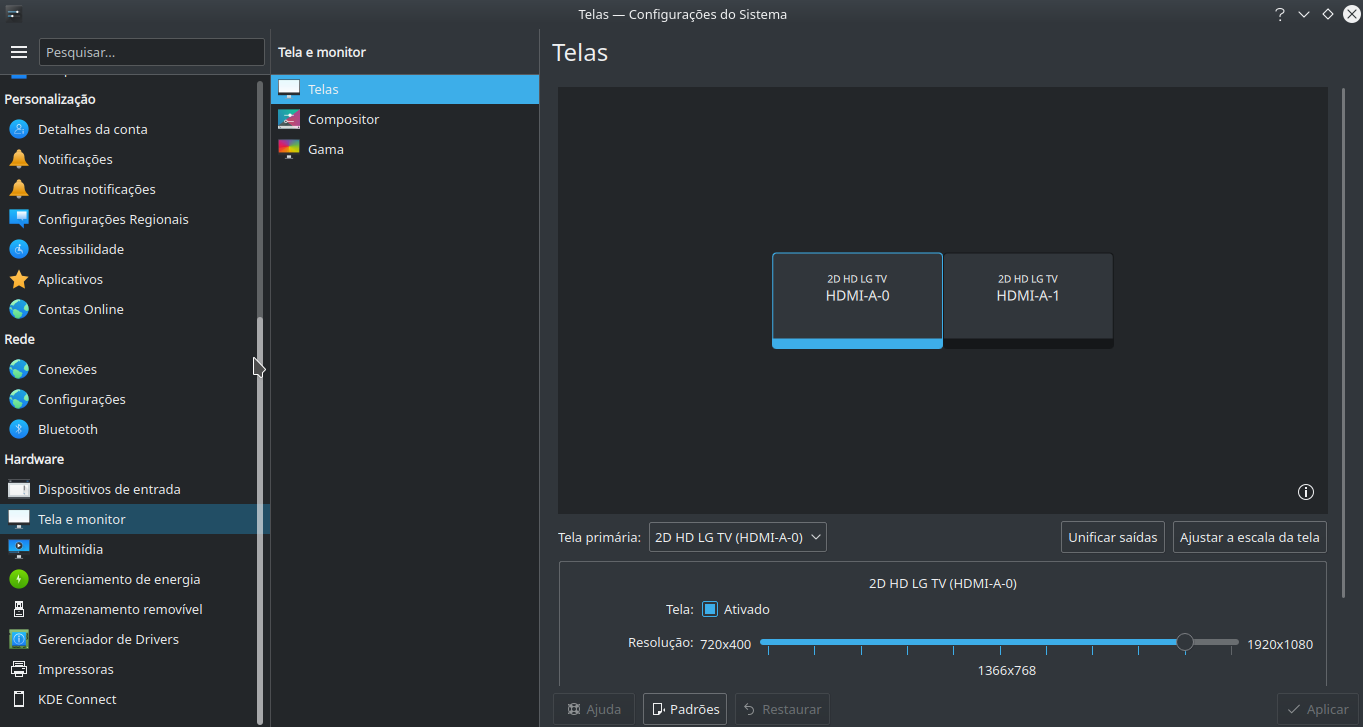 Telas — Configurações do Sistema
Pesquisar...
Personalização
Detalhes da conta
Notificações
Outras notificações
Configurações Regionais
Acessibilidade
Aplicativos
Contas Online
Rede
Conexões
Configurações
Bluetooth
Hardware
Dispositivos de entrada
Tela e monitor
Multimídia
Gerenciamento de energia
Armazenamento removível
Gerenciador de Drivers
Impressoras
KDE Connect
Tela e monitor
Telas
Compositor
Gama
Telas
2D HD LG TV
HDMI-A-0
2D HD LG TV
HDMI-A-1
Tela primária: 2D HD LG TV (HDMI-A-0) Unificar saídas Ajustar a escala da tela
2D HD LG TV (HDMI-A-0)
Tela: Ativado
Resolução: 720x400 1920x1080
1366x768
Ajuda Padrões Restaurar Aplicar